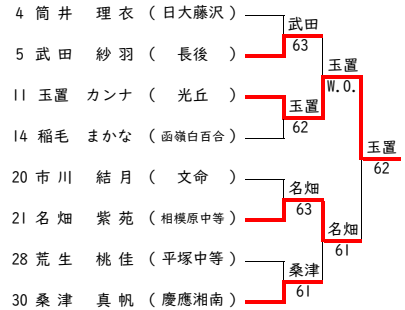 4 筒井 理衣 ( 日大藤沢 )
武田
63
5 武田 紗羽 ( 長後 )
玉置
W.O.
11 玉置 カンナ ( 光丘 )
玉置
62
14 稲毛 まかな ( 函嶺白百合 )
玉置
62
20 市川 結月 ( 文命 )
名畑
63
21 名畑 紫苑 ( 相模原中等 )
名畑
61
28 荒生 桃佳 ( 平塚中等 )
桑津
61
30 桑津 真帆 ( 慶應湘南 )